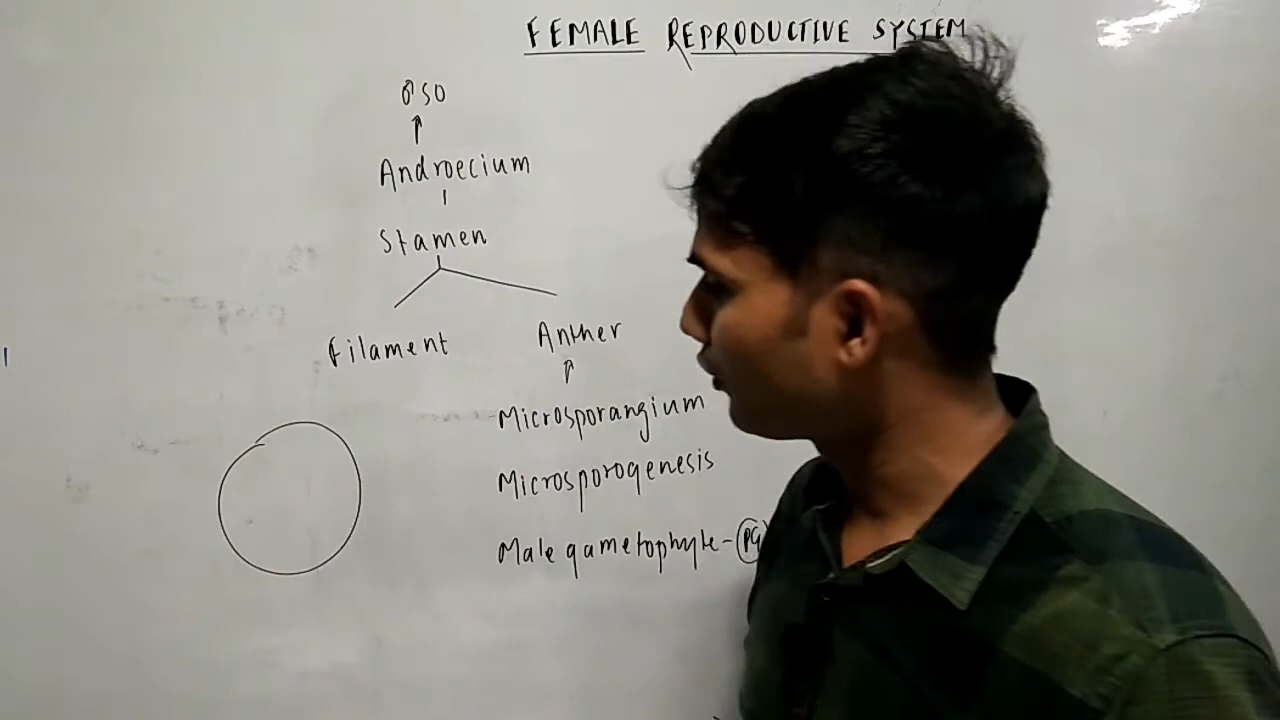 FEMALE REPRODUCTIVE SYSTEM
♂ SO
Androecium
Stamen
Filament
Anther
Microsporangium
Microsporogenesis
Male gametophyte - PG